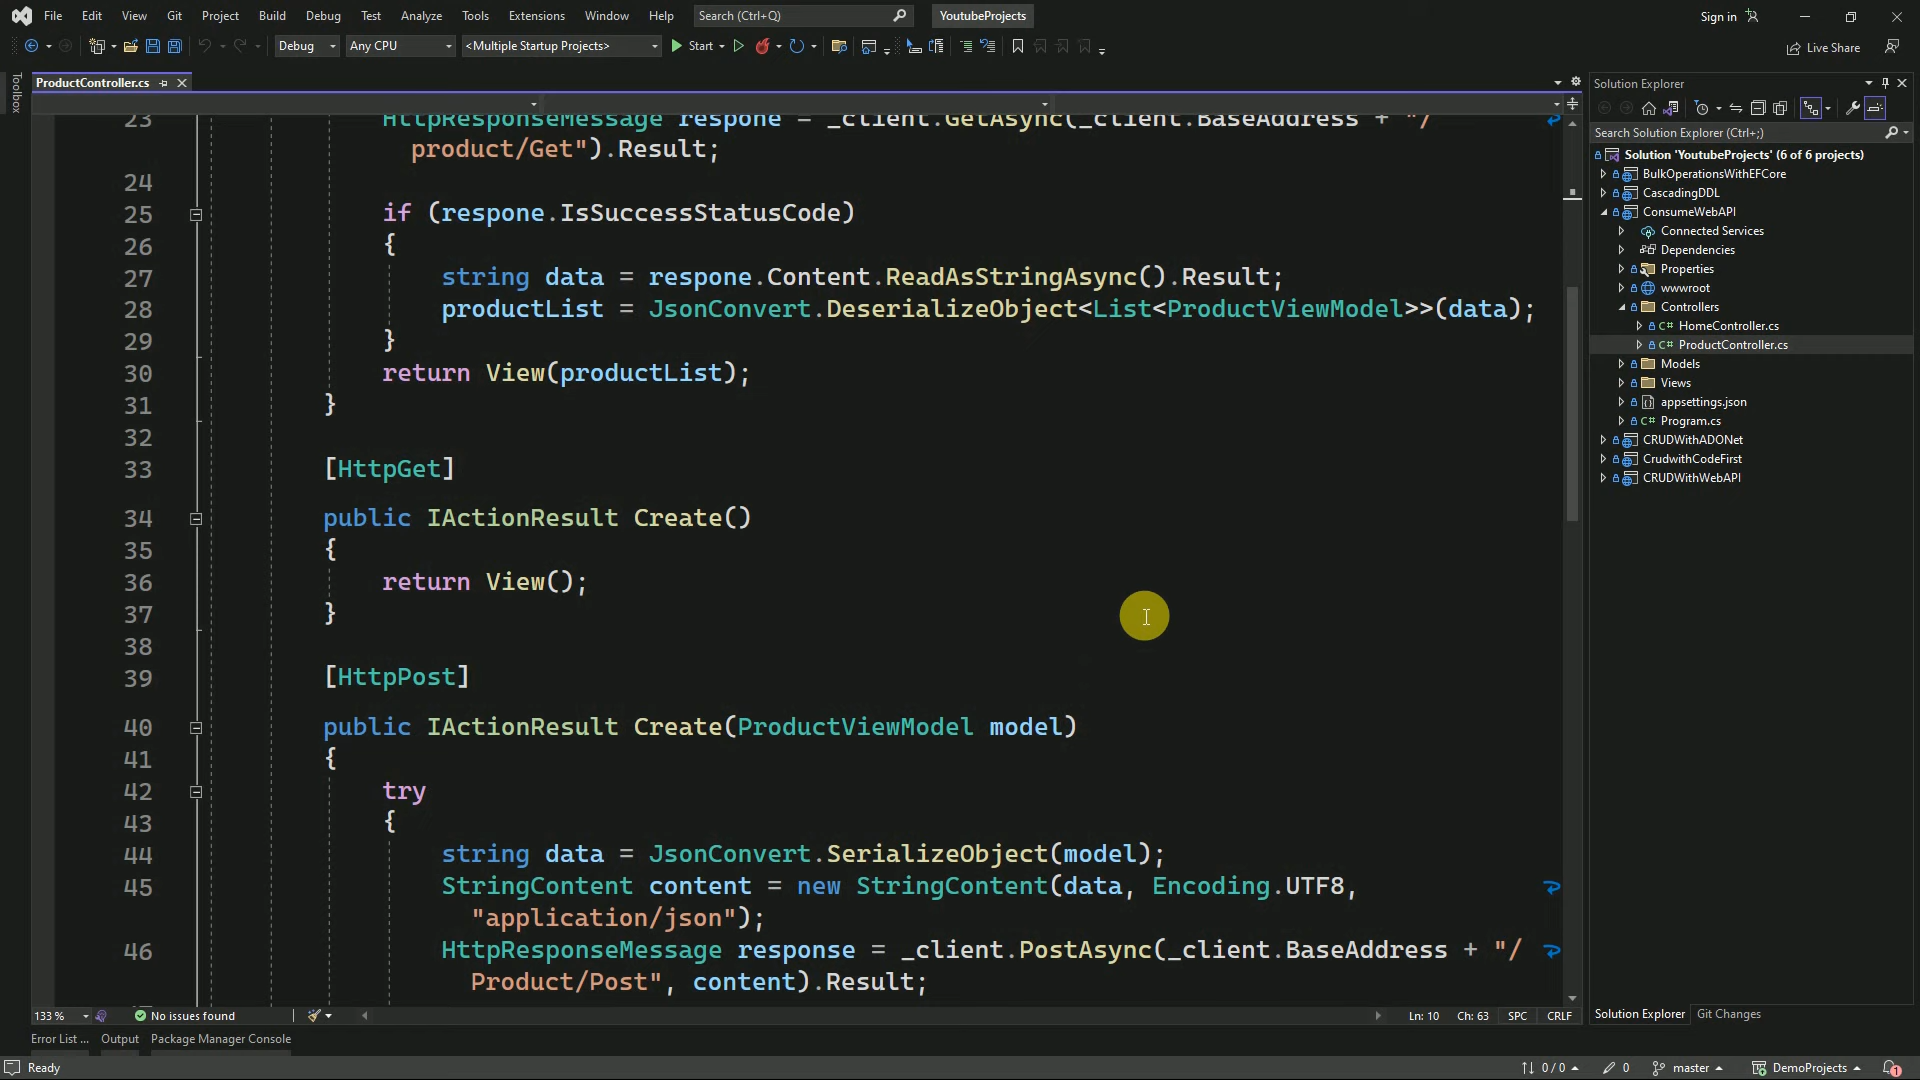 File Edit View Git Project Build Debug Test Analyze Tools Extensions Window Help Search (Ctrl+Q) YoutubeProjects Sign in
Debug Any CPU <Multiple Startup Projects> Start Live Share
Toolbox
ProductController.cs
23 HttpResponseMessage respone = _client.GetAsync(_client.BaseAddress + "/
product/Get").Result;
24
25 if (respone.IsSuccessStatusCode)
26 {
27 string data = respone.Content.ReadAsStringAsync().Result;
28 productList = JsonConvert.DeserializeObject<List<ProductViewModel>>(data);
29 }
30 return View(productList);
31 }
32
33 [HttpGet]
34 public IActionResult Create()
35 {
36 return View();
37 }
38
39 [HttpPost]
40 public IActionResult Create(ProductViewModel model)
41 {
42 try
43 {
44 string data = JsonConvert.SerializeObject(model);
45 StringContent content = new StringContent(data, Encoding.UTF8,
"application/json");
46 HttpResponseMessage response = _client.PostAsync(_client.BaseAddress + "/
Product/Post", content).Result;
133 % No issues found Ln: 10 Ch: 63 SPC CRLF
Solution Explorer
Search Solution Explorer (Ctrl+;)
Solution 'YoutubeProjects' (6 of 6 projects)
BulkOperationsWithEFCore
CascadingDDL
ConsumeWebAPI
Connected Services
Dependencies
Properties
wwwroot
Controllers
C# HomeController.cs
C# ProductController.cs
Models
Views
appsettings.json
C# Program.cs
CRUDWithADONet
CrudwithCodeFirst
CRUDWithWebAPI
Solution Explorer Git Changes
Error List ... Output Package Manager Console
Ready 0 / 0 0 master DemoProjects 1